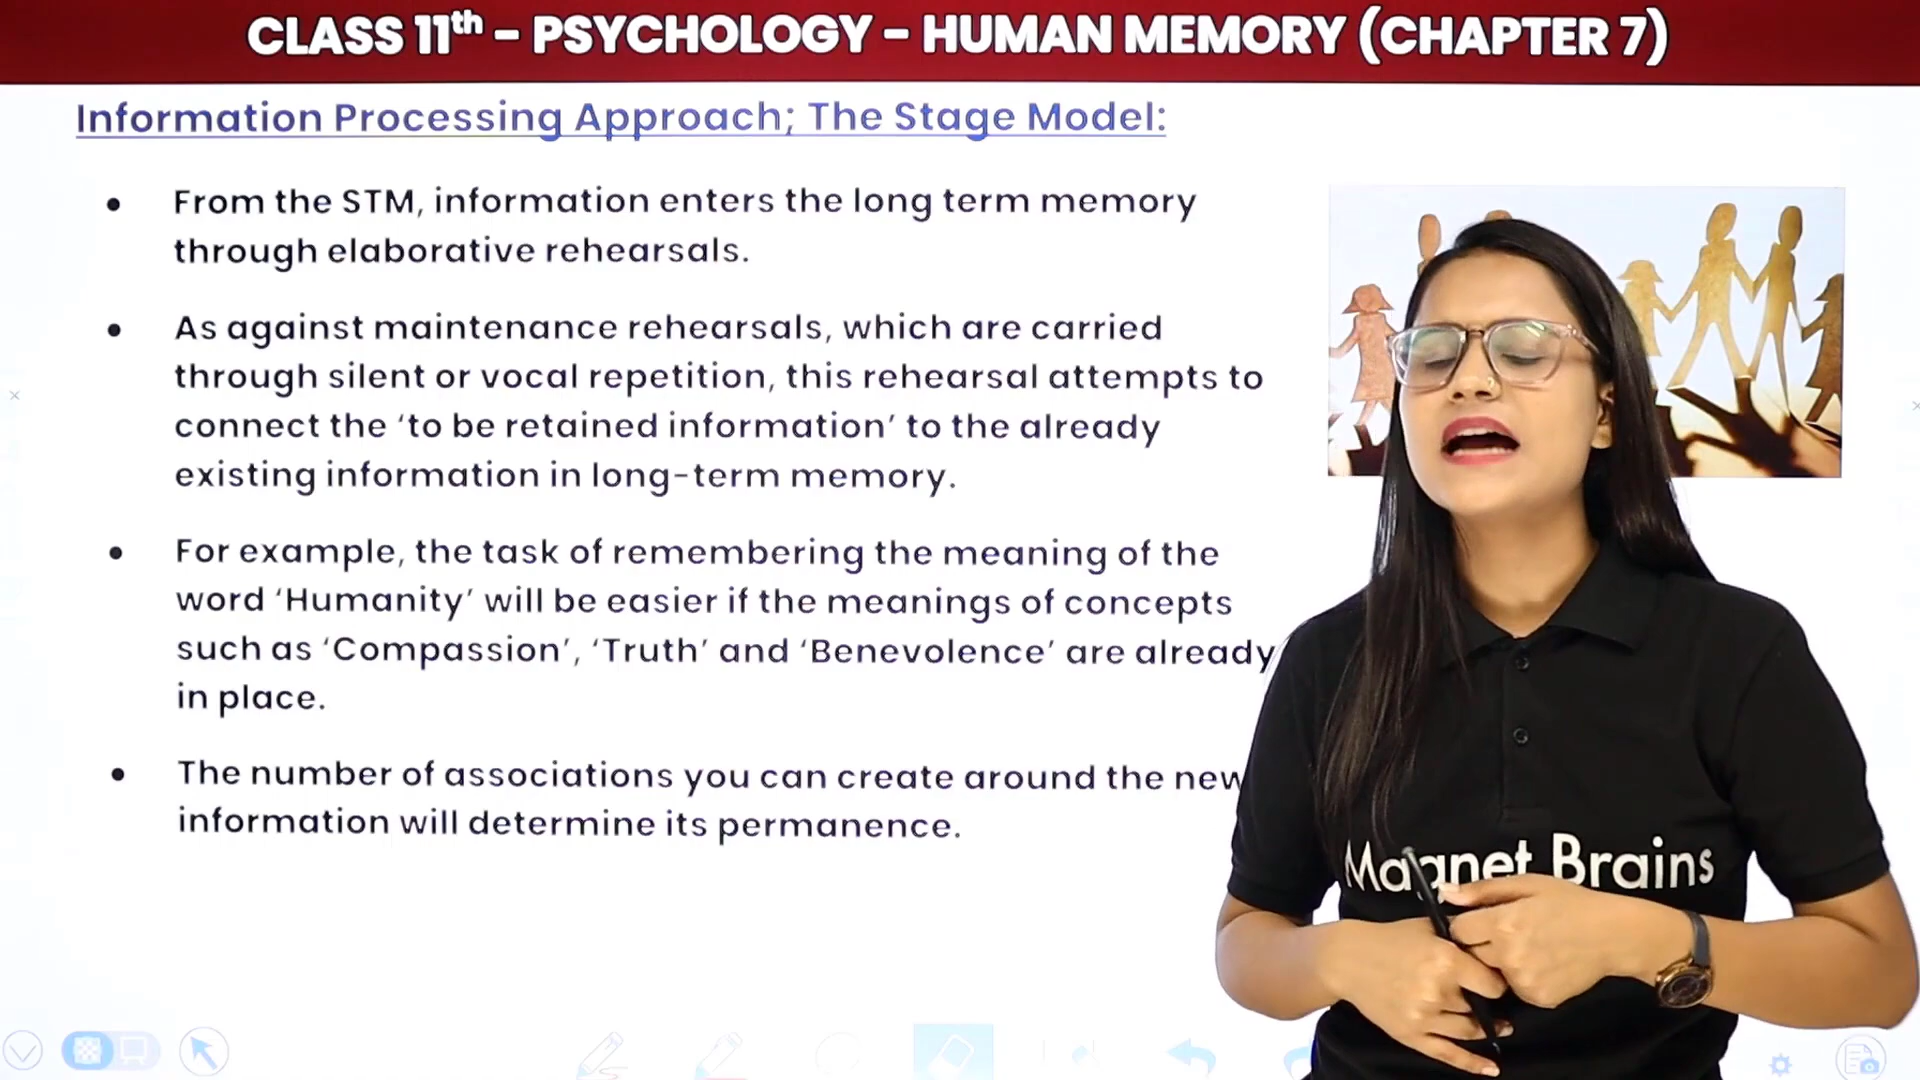 CLASS 11th - PSYCHOLOGY - HUMAN MEMORY (CHAPTER 7)
Information Processing Approach; The Stage Model:
• From the STM, information enters the long term memory
through elaborative rehearsals.
• As against maintenance rehearsals, which are carried
through silent or vocal repetition, this rehearsal attempts to
connect the ‘to be retained information’ to the already
existing information in long-term memory.
• For example, the task of remembering the meaning of the
word ‘Humanity’ will be easier if the meanings of concepts
such as ‘Compassion’, ‘Truth’ and ‘Benevolence’ are already
in place.
• The number of associations you can create around the new
information will determine its permanence.
Magnet Brains